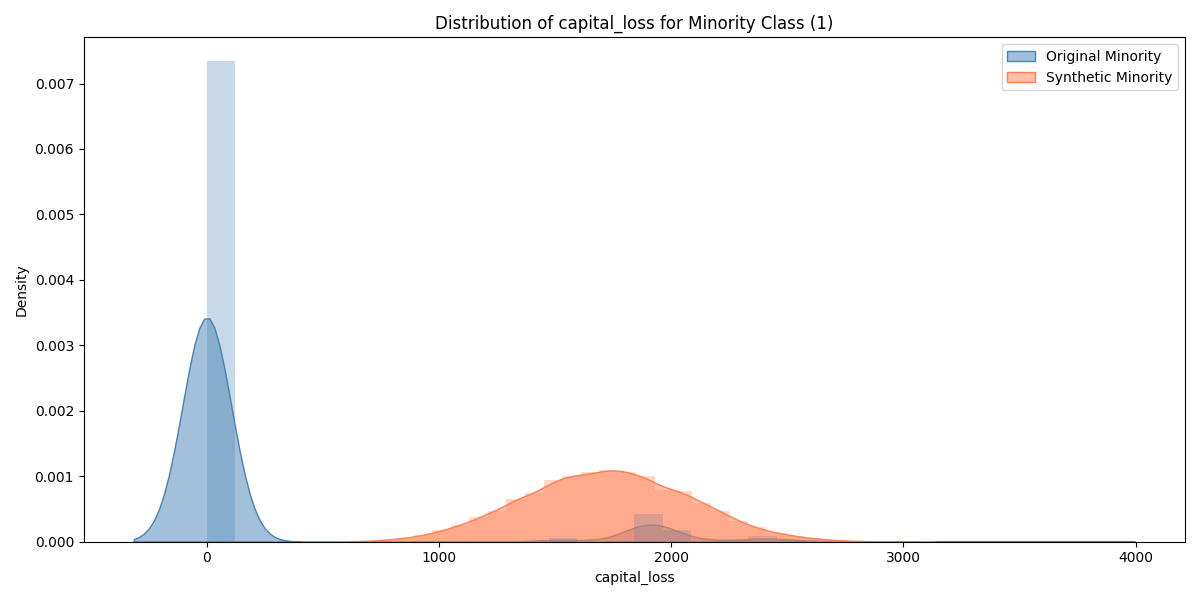 Distribution of capital_loss for Minority Class (1)
Original Minority
Synthetic Minority
Density
0.007
0.006
0.005
0.004
0.003
0.002
0.001
0.000
0
1000
2000
3000
4000
capital_loss